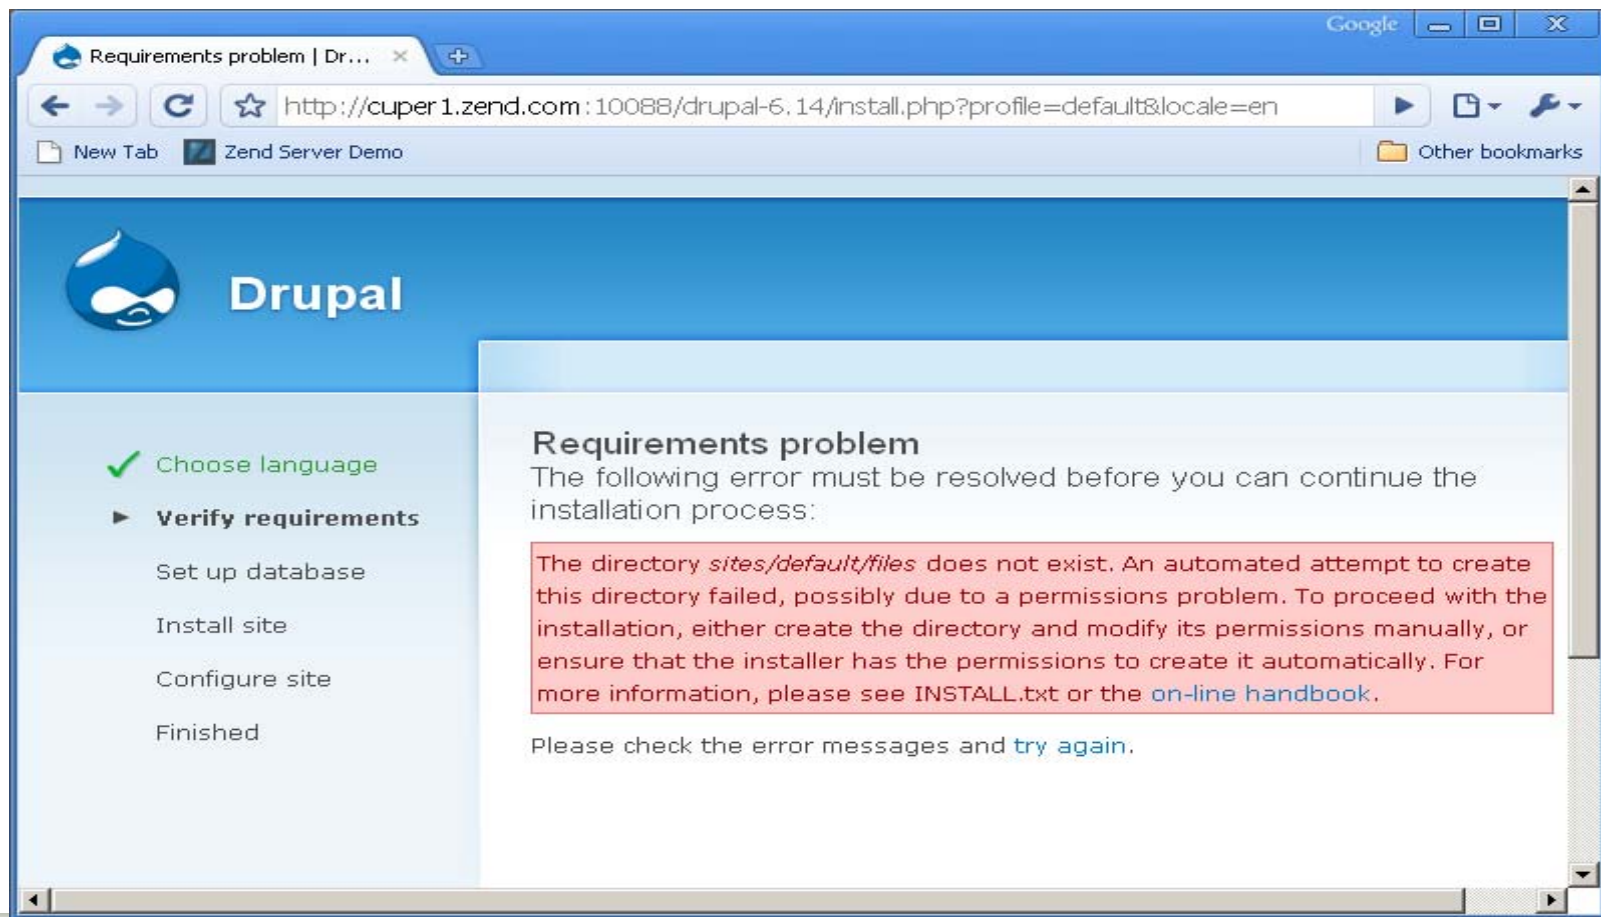 Google
Requirements problem | Dr...
http://cuper1.zend.com:10088/drupal-6.14/install.php?profile=default&locale=en
New Tab Zend Server Demo Other bookmarks
Drupal
Choose language
Verify requirements
Set up database
Install site
Configure site
Finished
Requirements problem
The following error must be resolved before you can continue the
installation process:
The directory sites/default/files does not exist. An automated attempt to create
this directory failed, possibly due to a permissions problem. To proceed with the
installation, either create the directory and modify its permissions manually, or
ensure that the installer has the permissions to create it automatically. For
more information, please see INSTALL.txt or the on-line handbook.
Please check the error messages and try again.